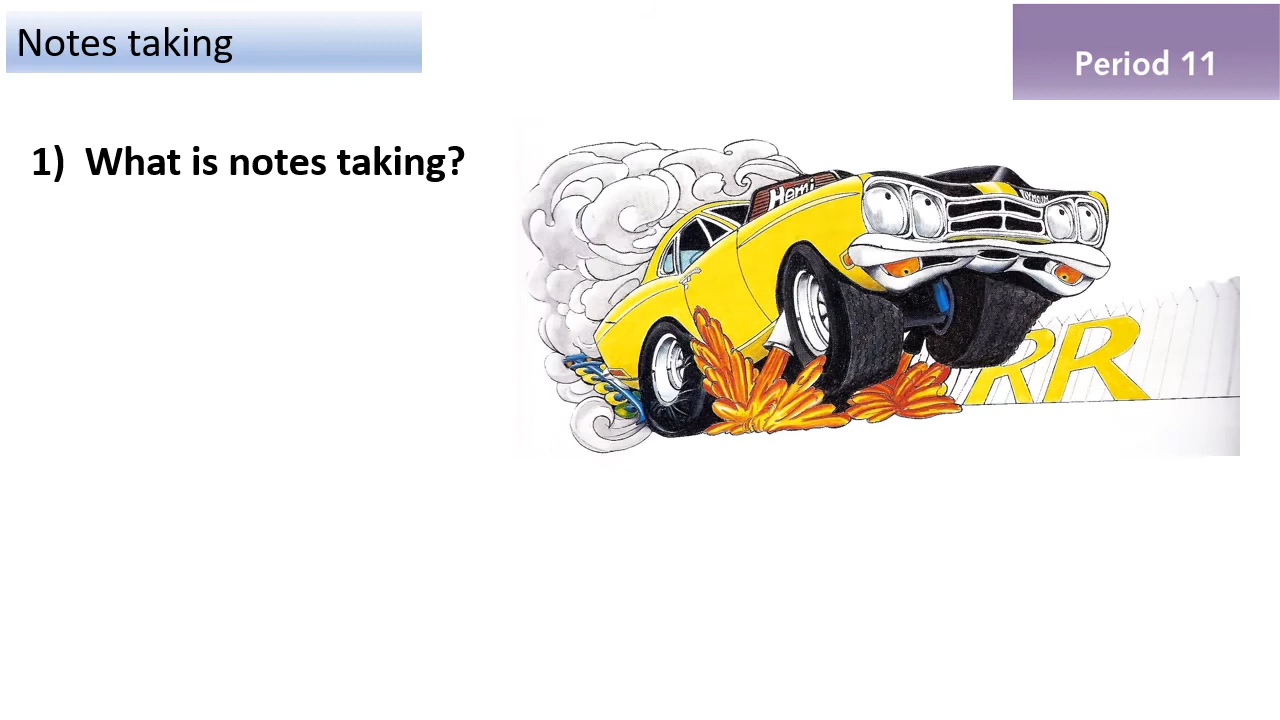 Notes taking
Period 11
1) What is notes taking?
Hemi
RR